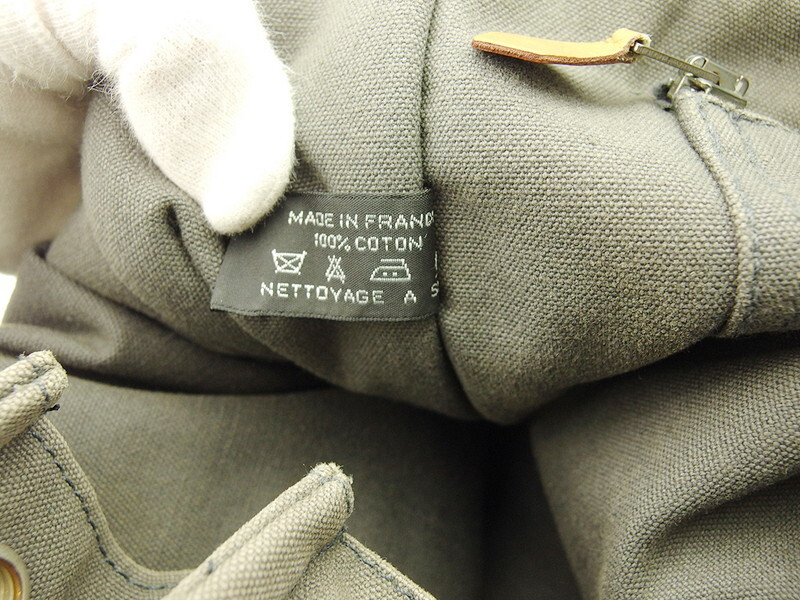 MADE IN FRANC
100% COTON
NETTOYAGE A S